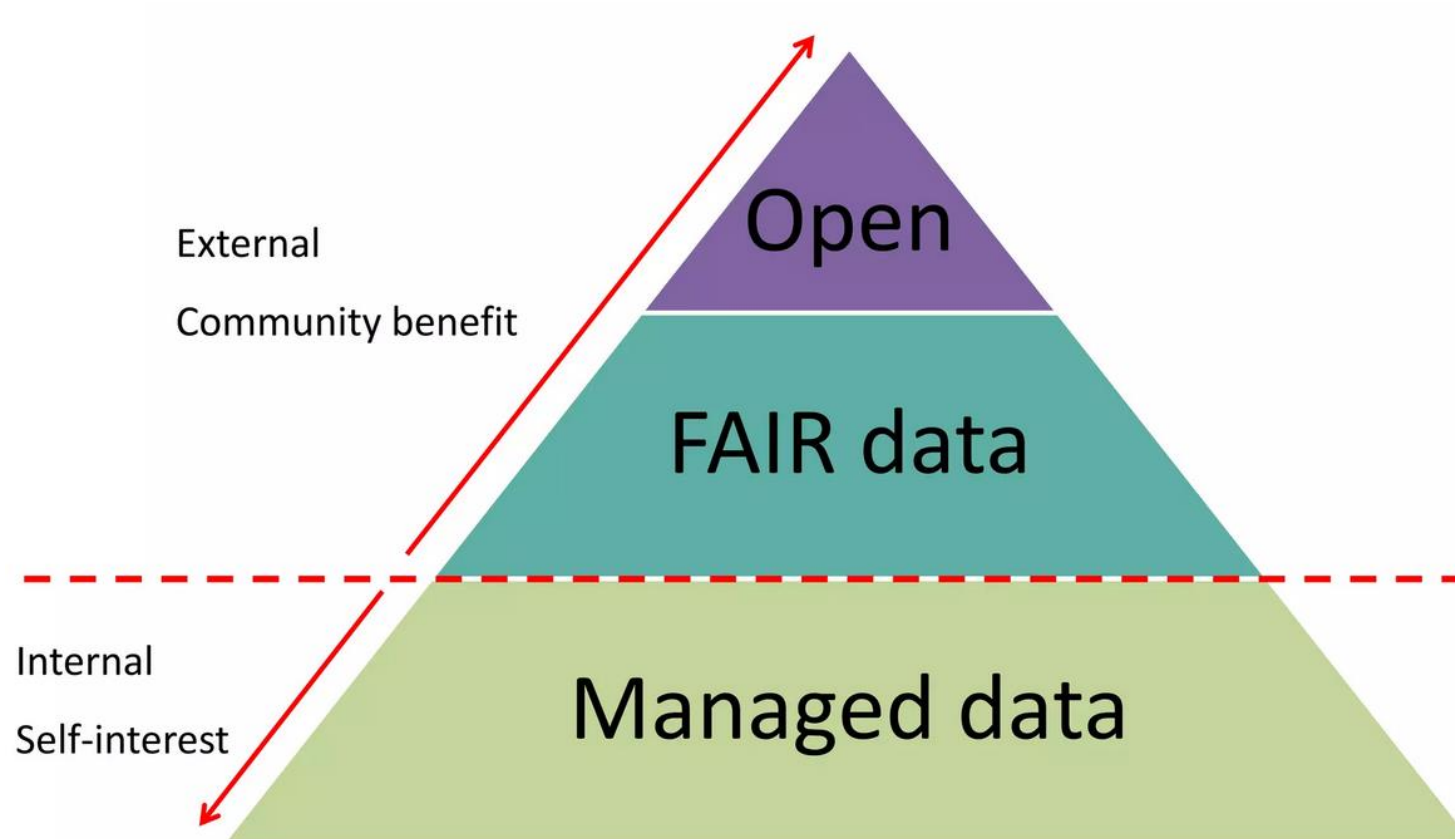 Open
External
Community benefit
FAIR data
Internal
Self-interest
Managed data